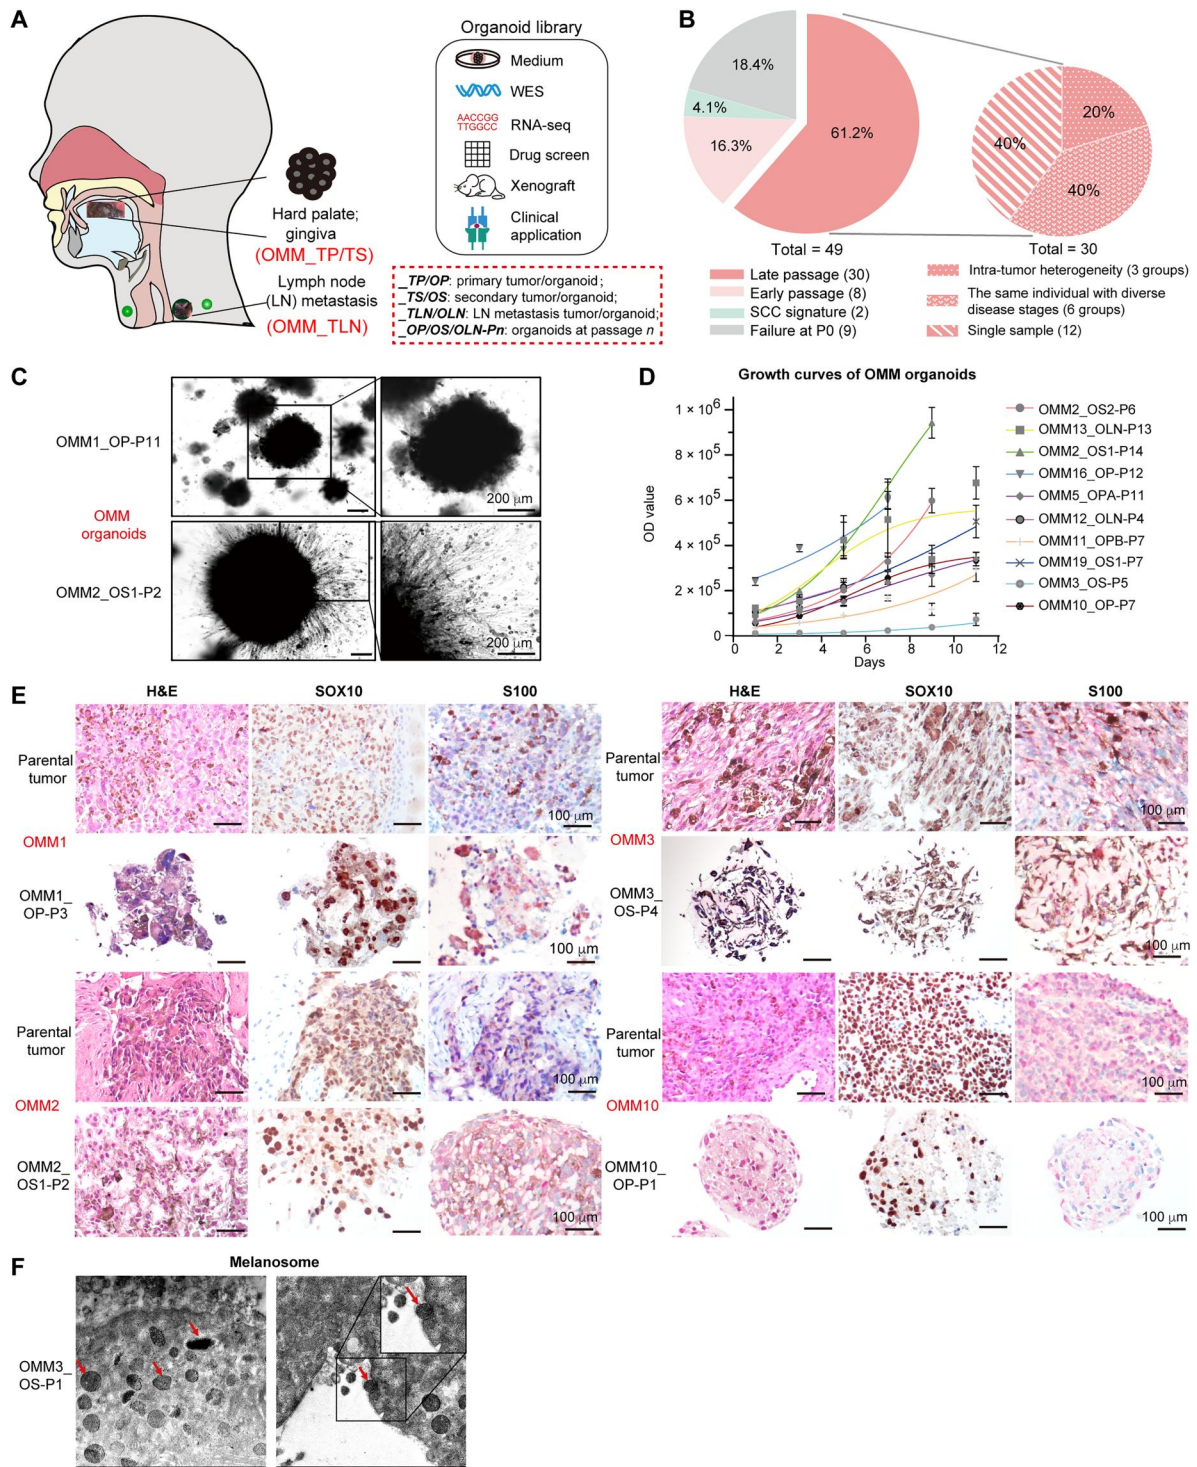 A
Organoid library
Medium
WES
AACCGG
TTGGCC
RNA-seq
Drug screen
Xenograft
Clinical
application
Hard palate;
gingiva
(OMM_TP/TS)
Lymph node
(LN) metastasis
(OMM_TLN)
_TP/OP: primary tumor/organoid;
_TS/OS: secondary tumor/organoid;
_TLN/OLN: LN metastasis tumor/organoid;
_OP/OS/OLN-Pn: organoids at passage n
B
18.4%
4.1%
16.3%
61.2%
20%
40%
40%
Total = 49
Total = 30
Late passage (30)
Early passage (8)
SCC signature (2)
Failure at P0 (9)
Intra-tumor heterogeneity (3 groups)
The same individual with diverse
disease stages (6 groups)
Single sample (12)
C
OMM1_OP-P11
OMM
organoids
OMM2_OS1-P2
200 µm
200 µm
D
Growth curves of OMM organoids
OD value
1 × 10⁶
8 × 10⁵
6 × 10⁵
4 × 10⁵
2 × 10⁵
0
0 2 4 6 8 10 12
Days
OMM2_OS2-P6
OMM13_OLN-P13
OMM2_OS1-P14
OMM16_OP-P12
OMM5_OPA-P11
OMM12_OLN-P4
OMM11_OPB-P7
OMM19_OS1-P7
OMM3_OS-P5
OMM10_OP-P7
E
H&E SOX10 S100
Parental
tumor
100 µm
OMM1
OMM1_
OP-P3
100 µm
Parental
tumor
100 µm
OMM2
OMM2_
OS1-P2
100 µm
H&E SOX10 S100
Parental
tumor
100 µm
OMM3
OMM3_
OS-P4
100 µm
Parental
tumor
100 µm
OMM10
OMM10_
OP-P1
100 µm
F
Melanosome
OMM3_
OS-P1